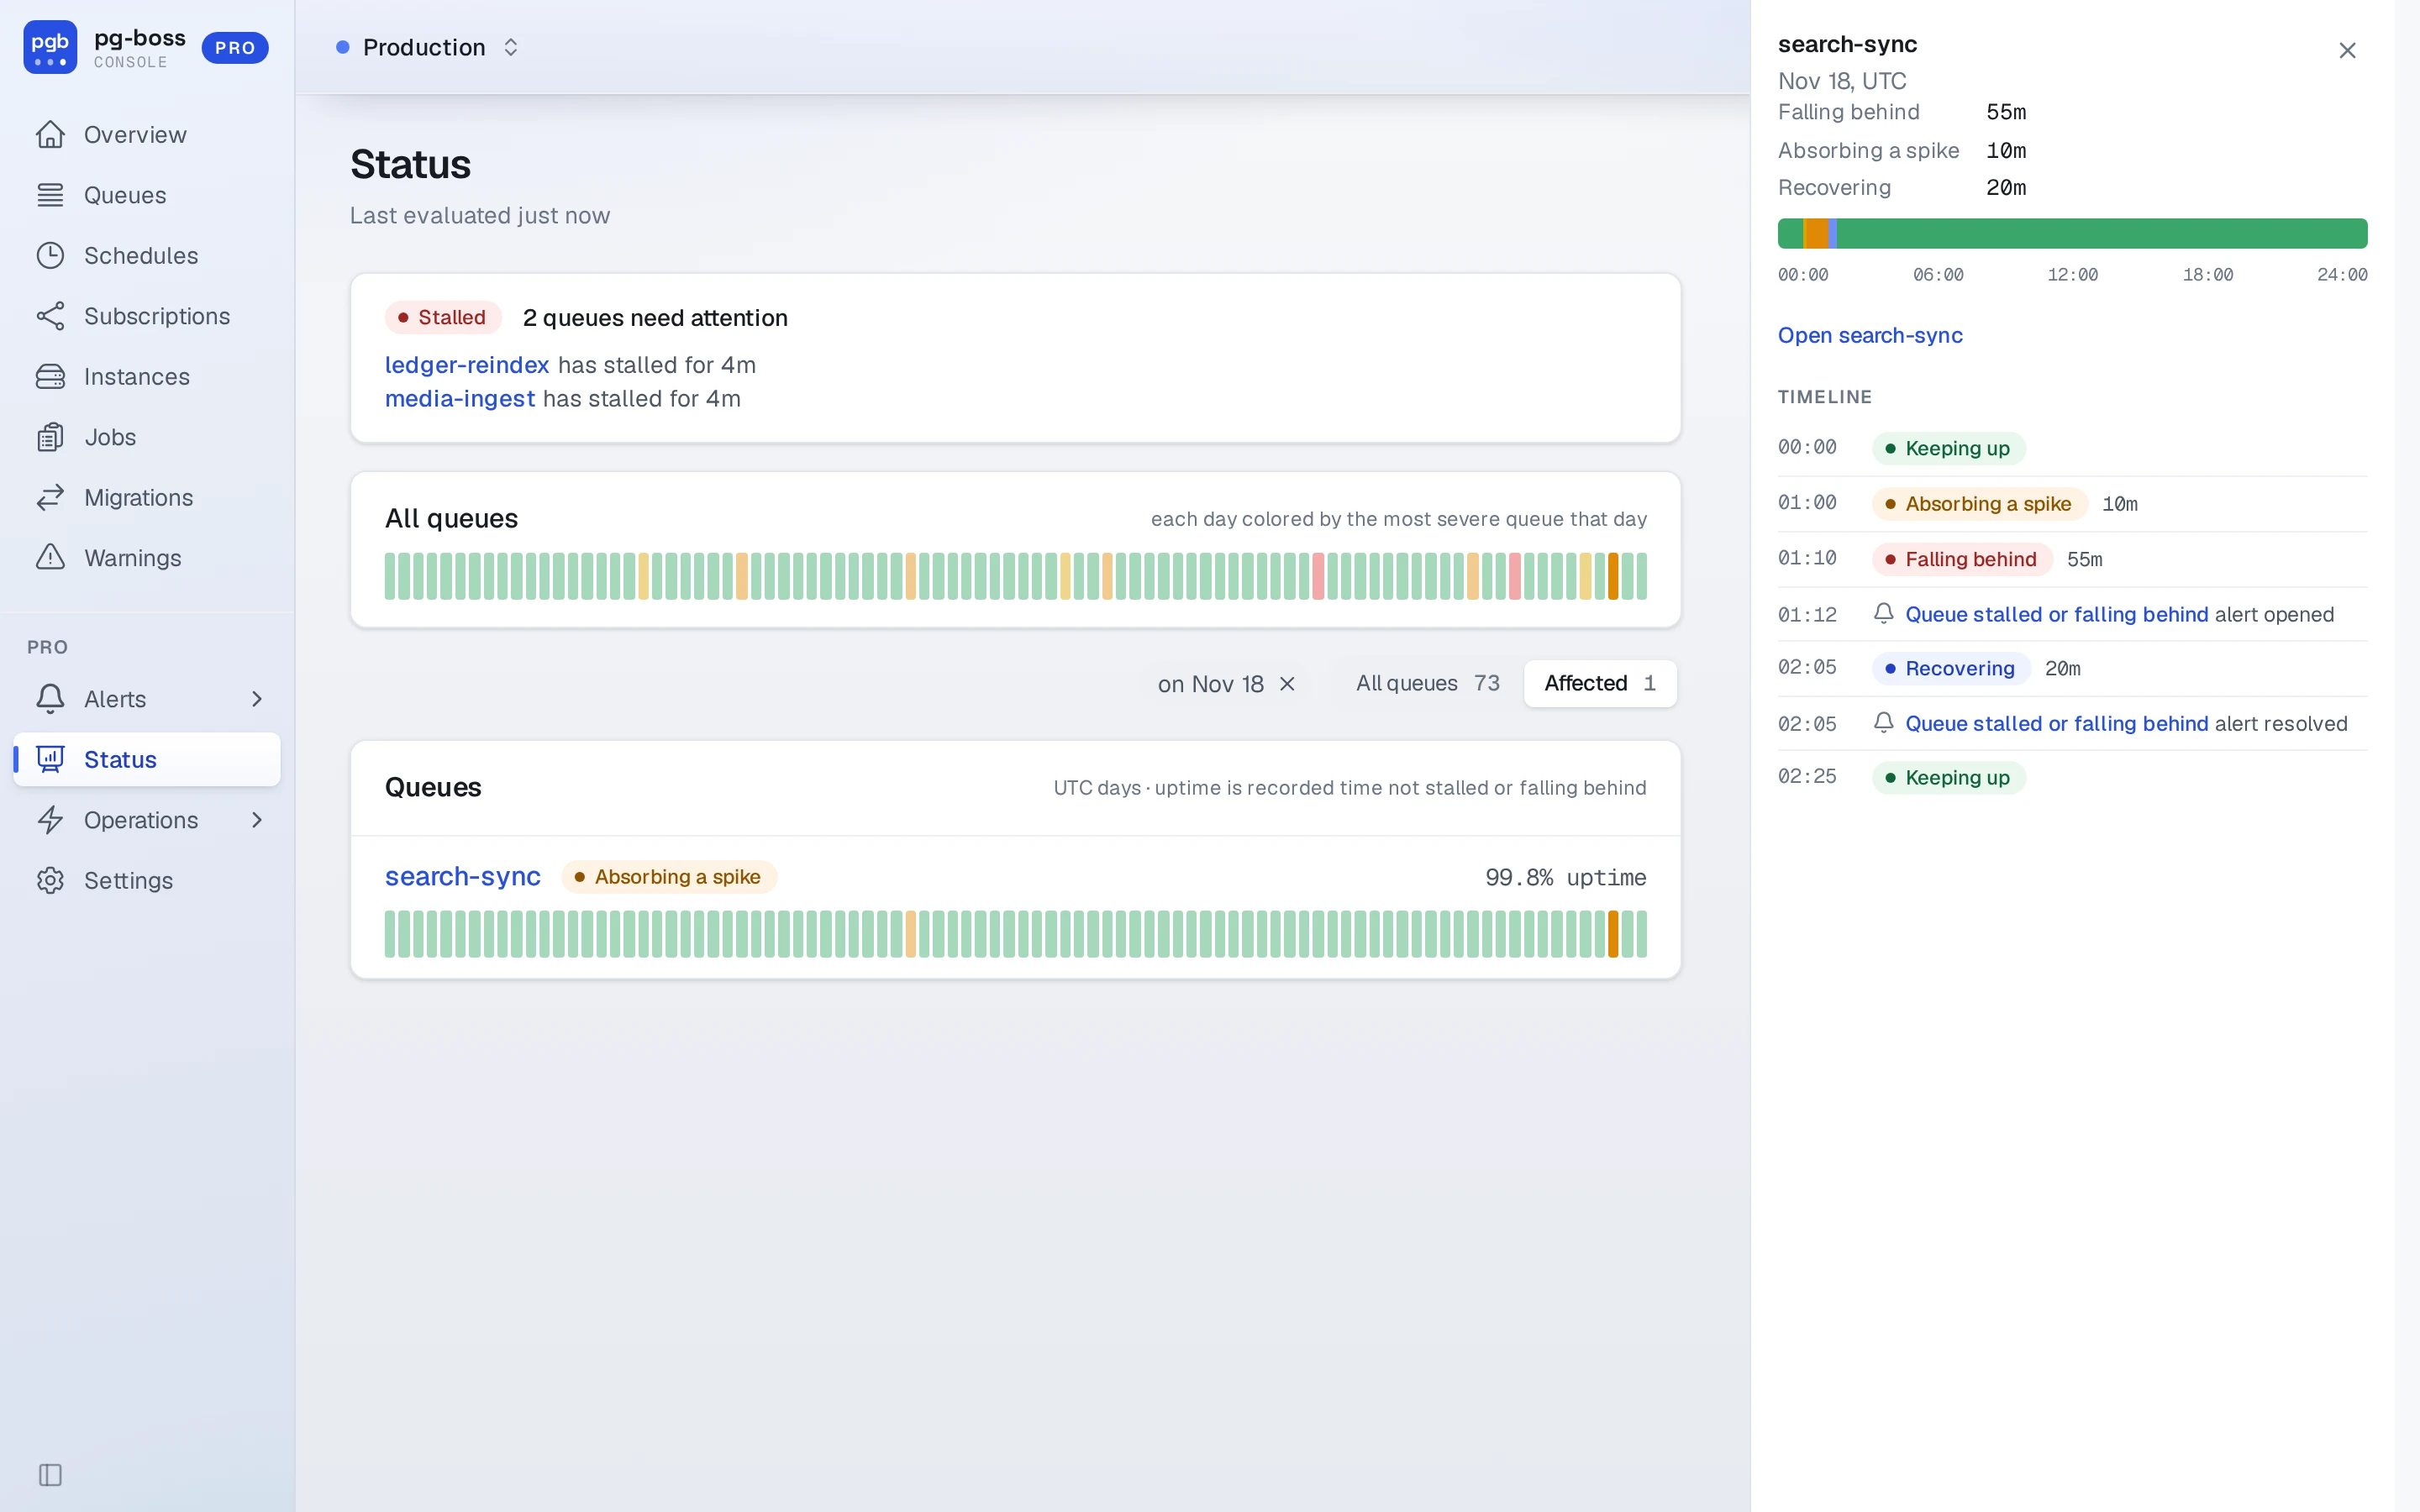 pgb
pg-boss
CONSOLE
PRO
Overview
Queues
Schedules
Subscriptions
Instances
Jobs
Migrations
Warnings
PRO
Alerts
Status
Operations
Settings
Production
Status
Last evaluated just now
Stalled 2 queues need attention
ledger-reindex has stalled for 4m
media-ingest has stalled for 4m
All queues
each day colored by the most severe queue that day
on Nov 18
All queues 73
Affected 1
Queues
UTC days · uptime is recorded time not stalled or falling behind
search-sync Absorbing a spike
99.8% uptime
search-sync
Nov 18, UTC
Falling behind 55m
Absorbing a spike 10m
Recovering 20m
00:00 06:00 12:00 18:00 24:00
Open search-sync
TIMELINE
00:00 Keeping up
01:00 Absorbing a spike 10m
01:10 Falling behind 55m
01:12 Queue stalled or falling behind alert opened
02:05 Recovering 20m
02:05 Queue stalled or falling behind alert resolved
02:25 Keeping up